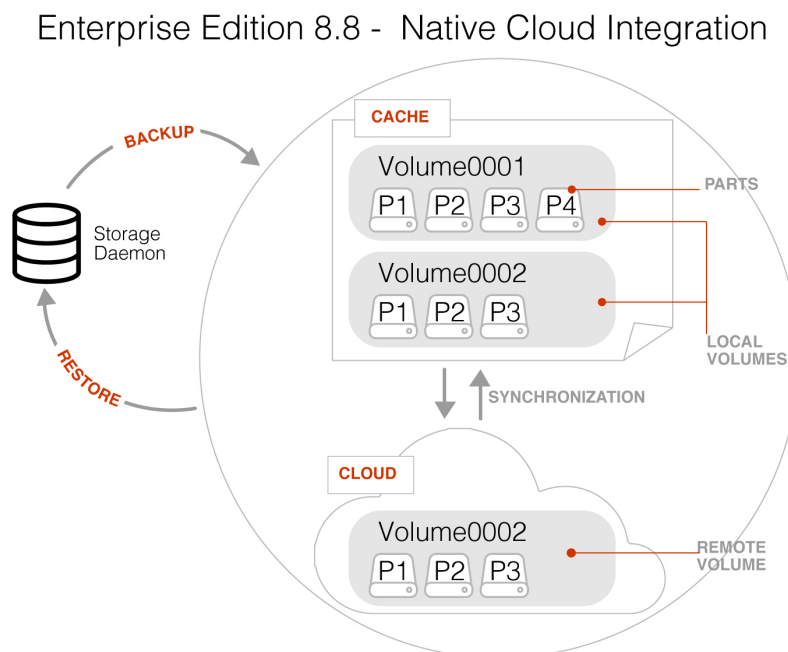 Enterprise Edition 8.8 - Native Cloud Integration
BACKUP
CACHE
Volume0001
P1 P2 P3 P4
PARTS
Storage
Daemon
Volume0002
P1 P2 P3
LOCAL
VOLUMES
RESTORE
SYNCHRONIZATION
CLOUD
Volume0002
P1 P2 P3
REMOTE
VOLUME